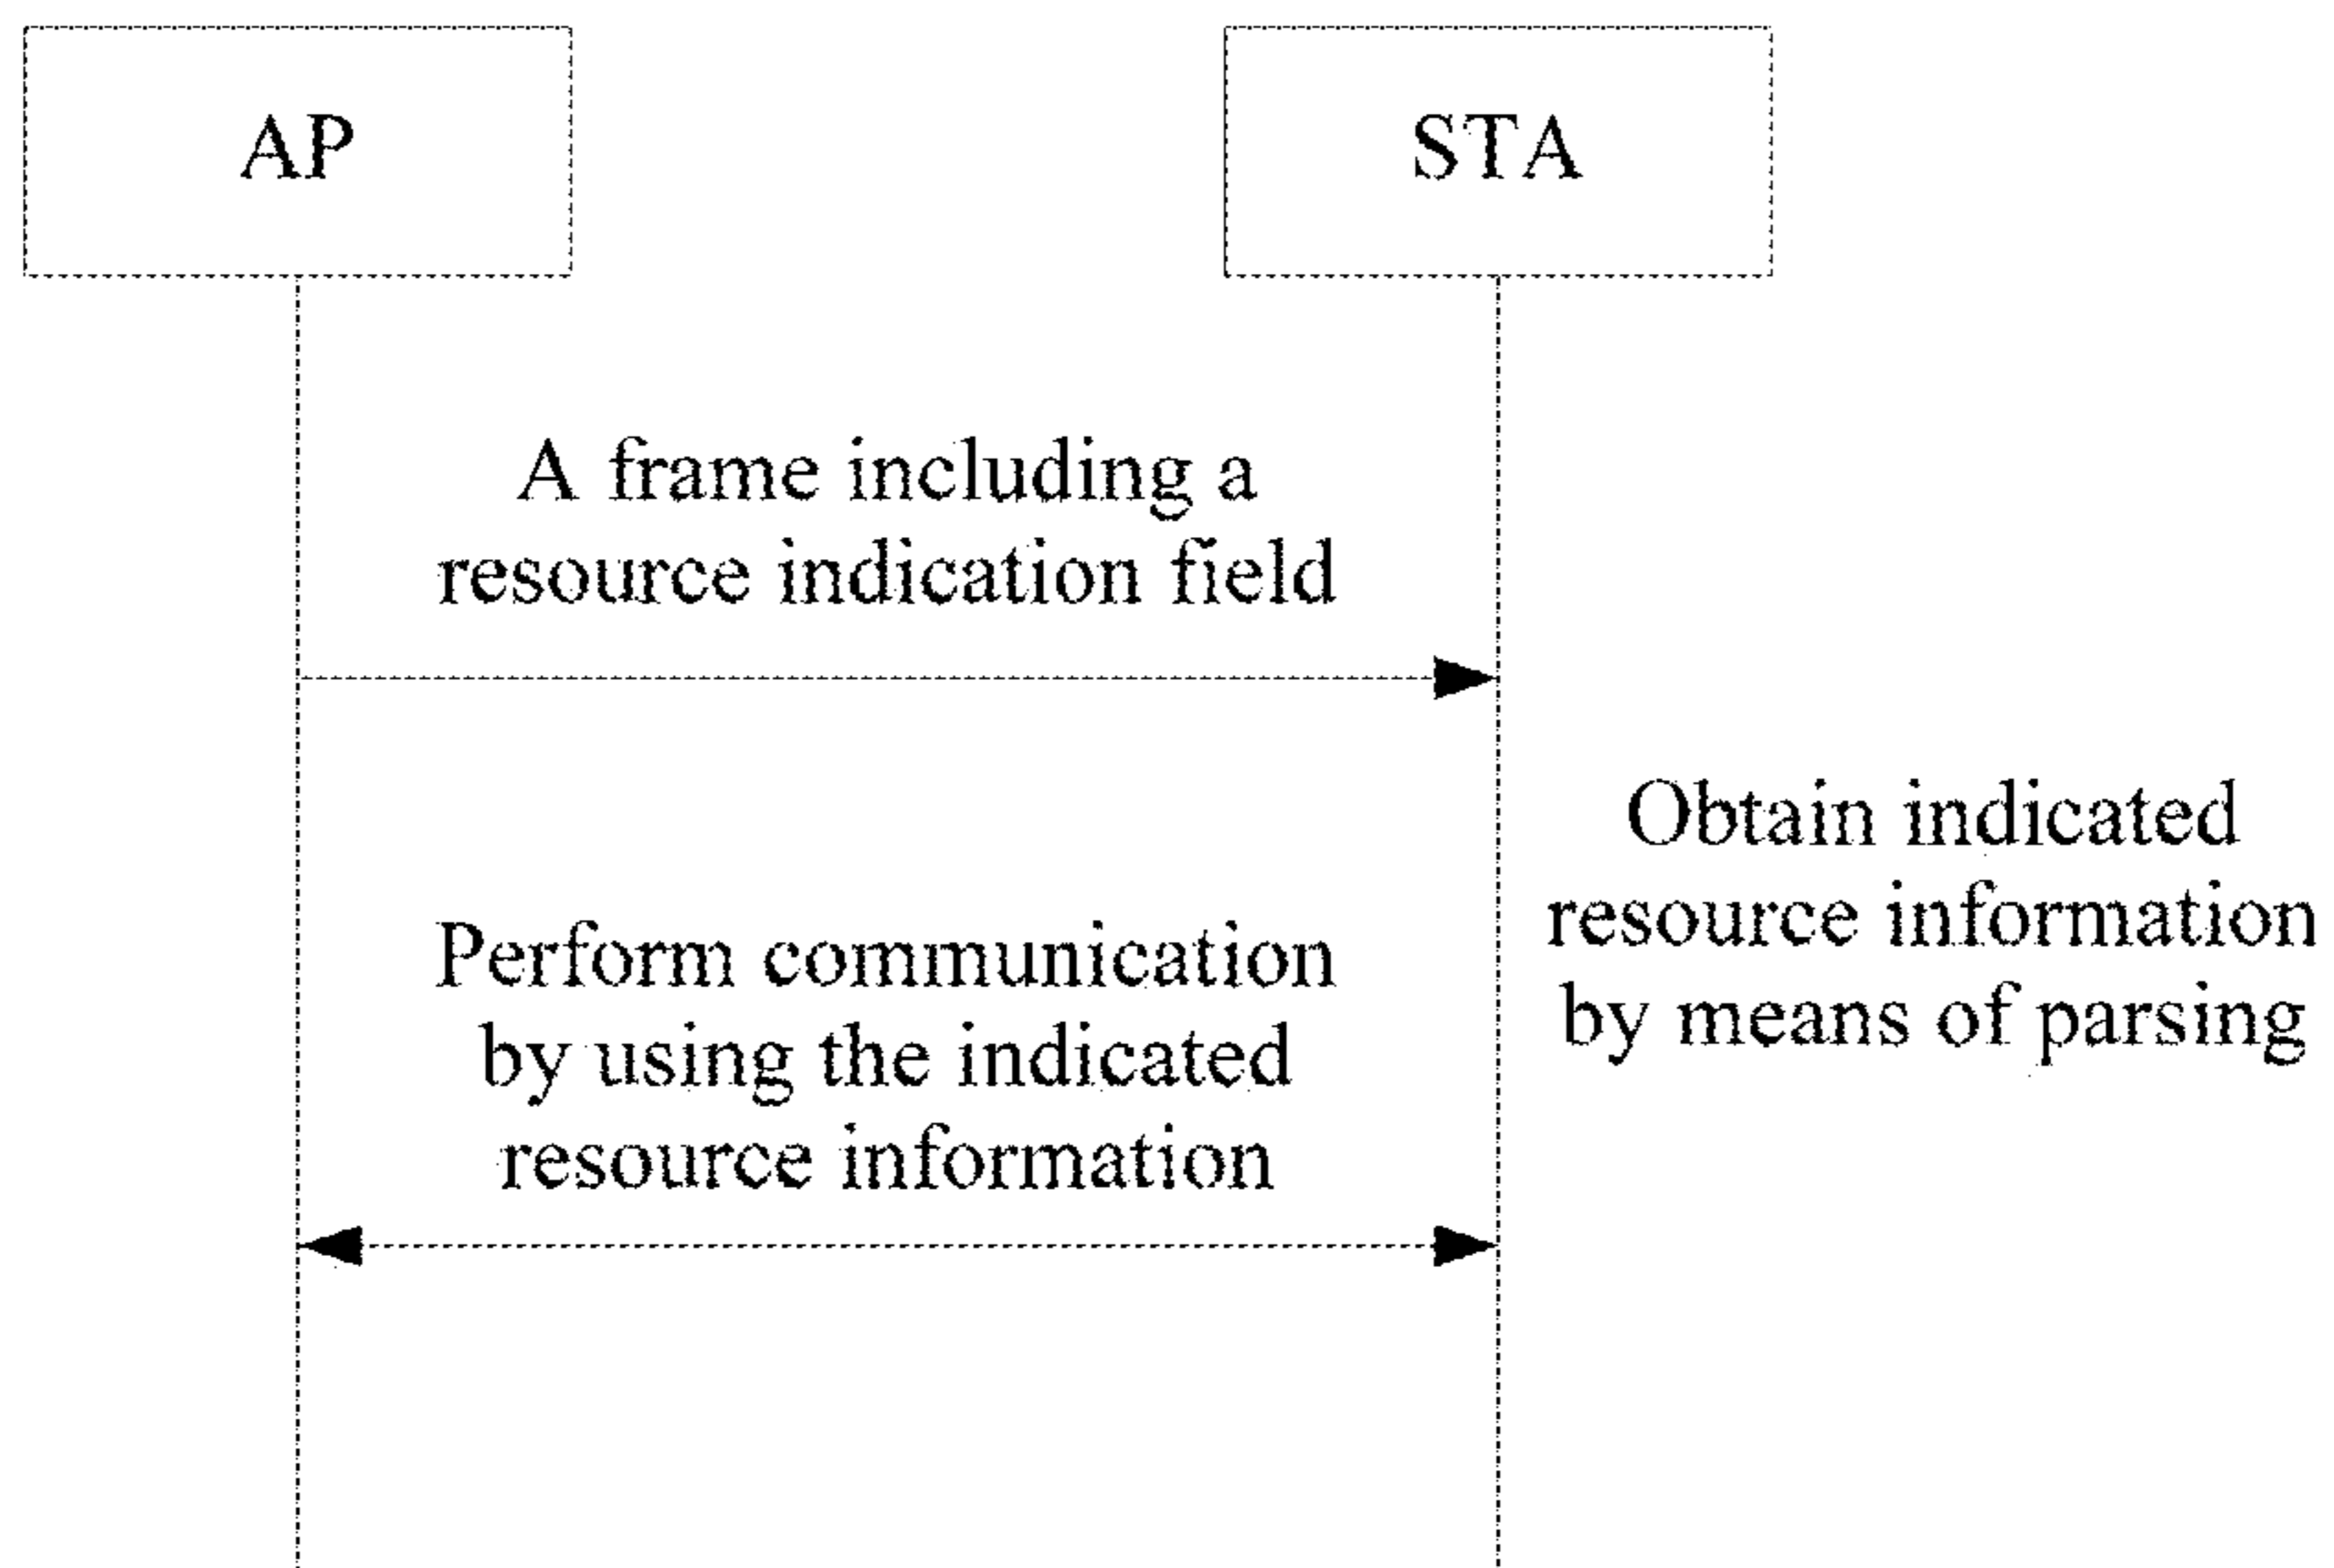 AP
STA
A frame including a
resource indication field
Obtain indicated
resource information
by means of parsing
Perform communication
by using the indicated
resource information